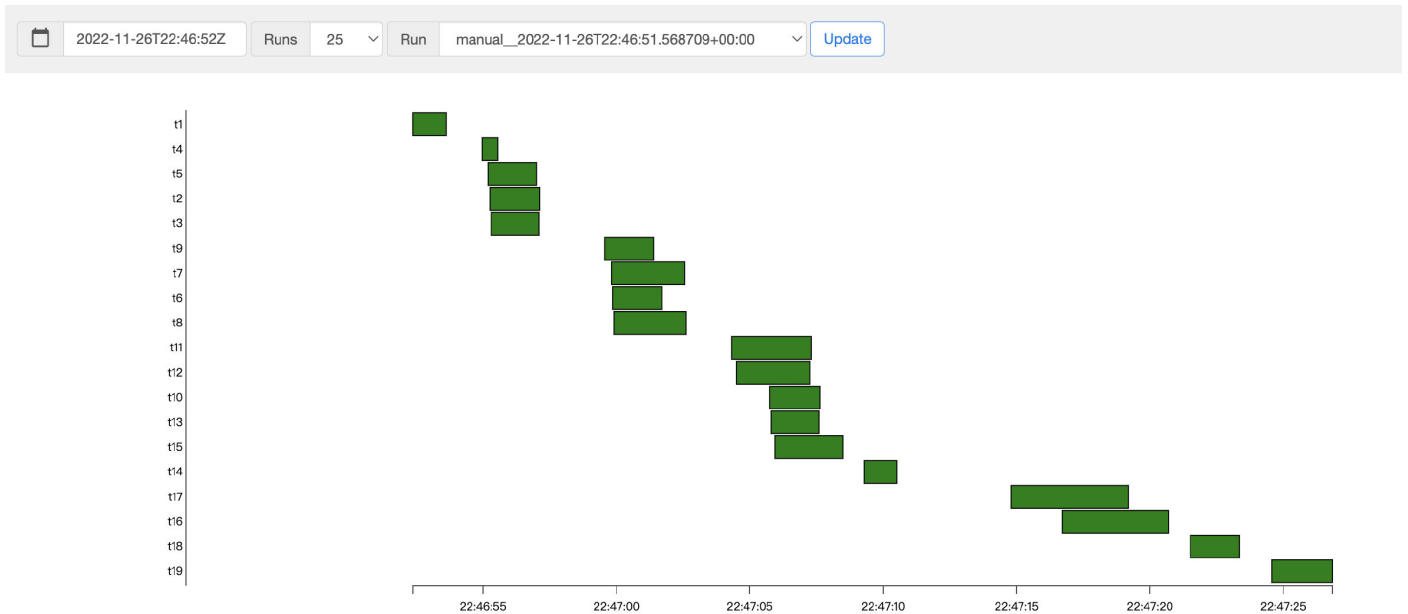 2022-11-26T22:46:52Z Runs 25 Run manual__2022-11-26T22:46:51.568709+00:00 Update
t1
t4
t5
t2
t3
t9
t7
t6
t8
t11
t12
t10
t13
t15
t14
t17
t16
t18
t19
22:46:55 22:47:00 22:47:05 22:47:10 22:47:15 22:47:20 22:47:25